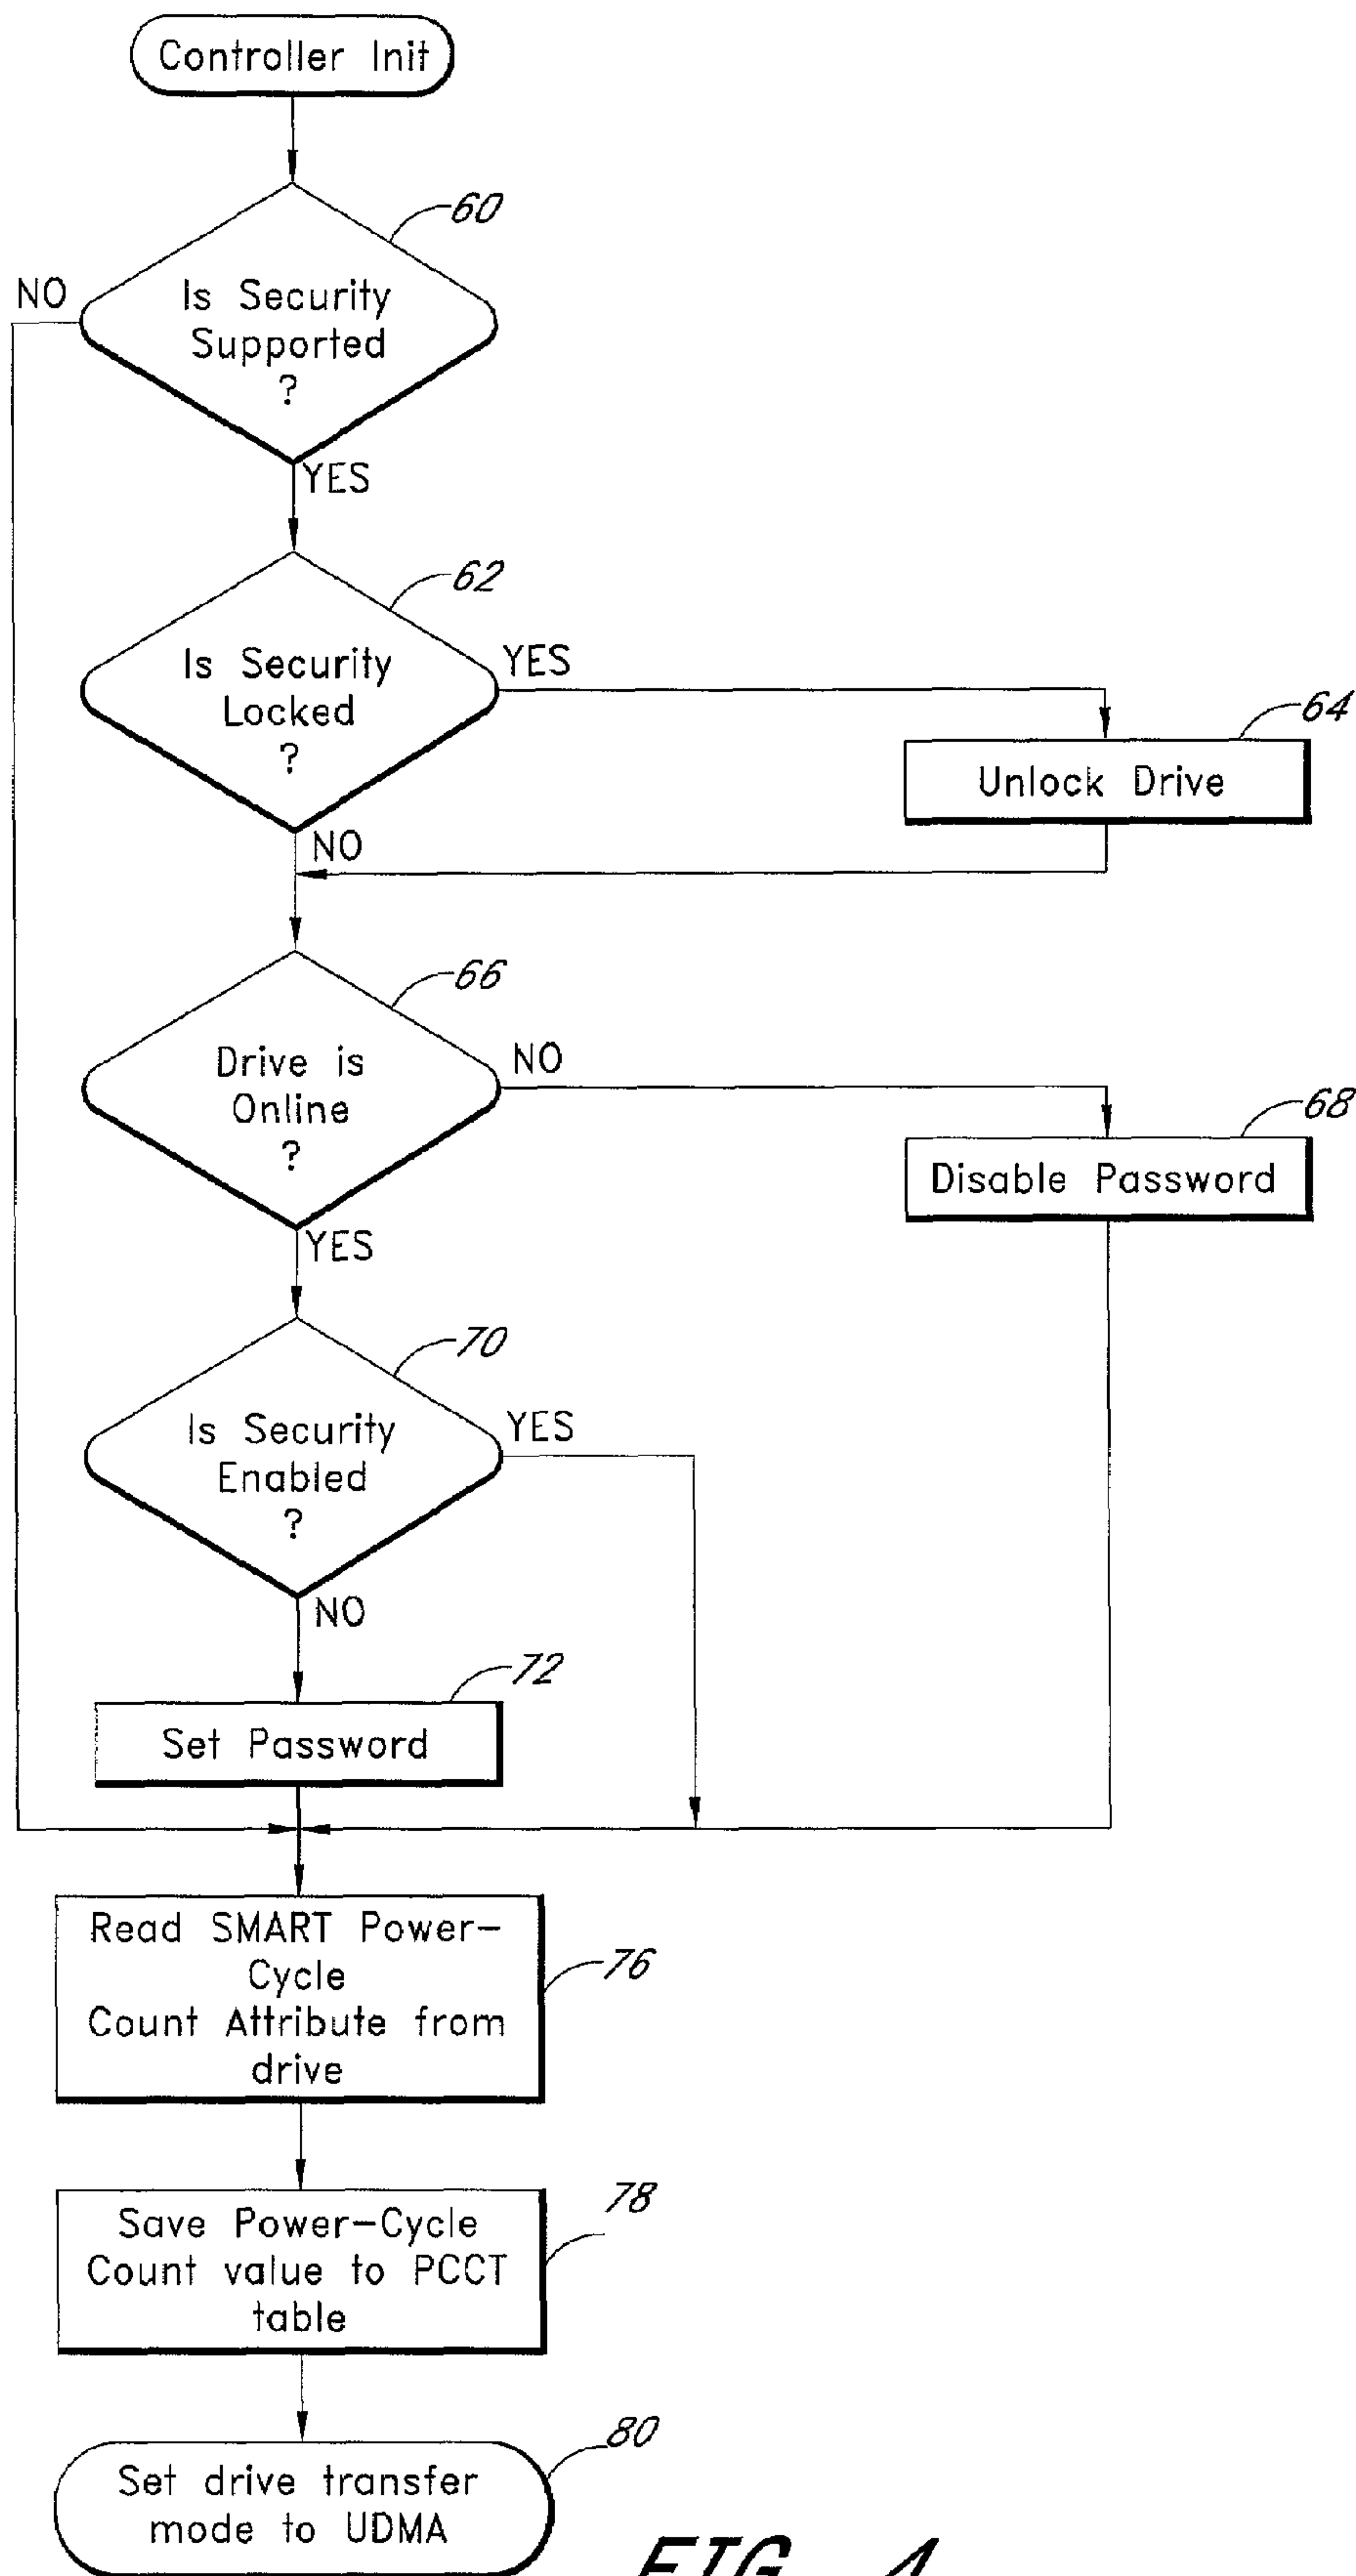 Controller Init
60
NO
Is Security
Supported
?
YES
62
Is Security
Locked
?
YES
64
Unlock Drive
NO
66
Drive is
Online
?
NO
68
Disable Password
YES
70
Is Security
Enabled
?
YES
NO
72
Set Password
Read SMART Power-
Cycle
Count Attribute from
drive
76
78
Save Power-Cycle
Count value to PCCT
table
80
Set drive transfer
mode to UDMA
FIG. 4